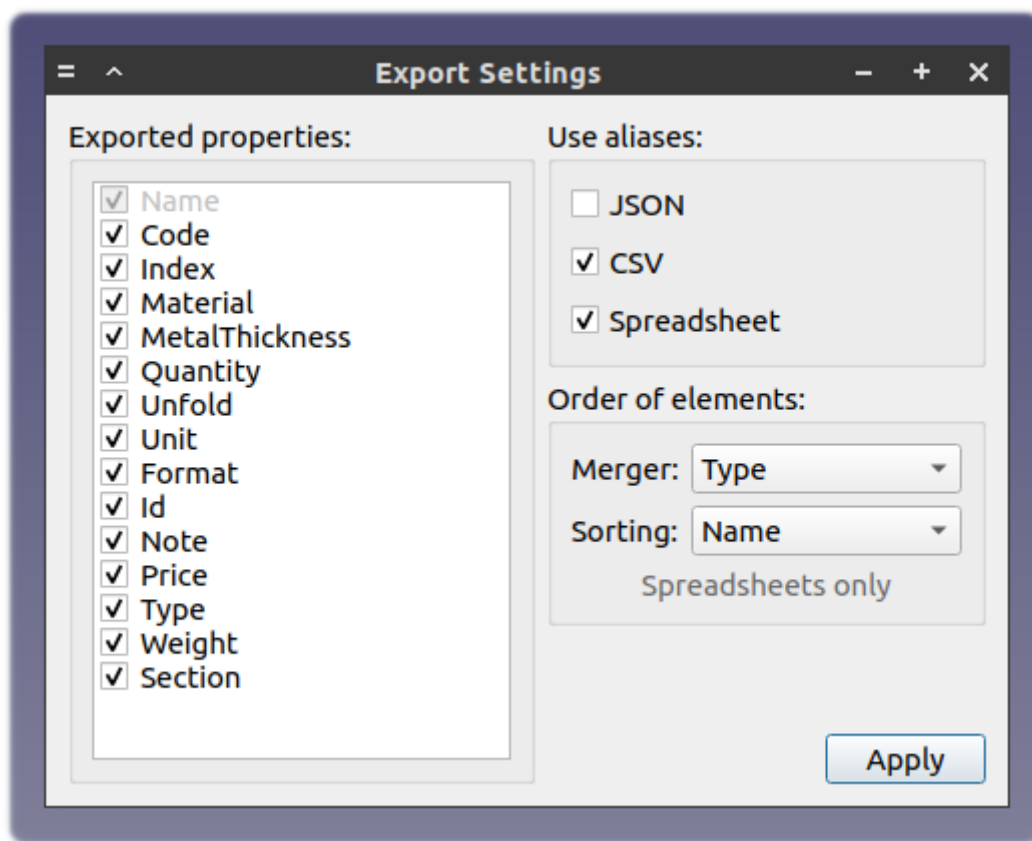 Export Settings
Exported properties:
Name
Code
Index
Material
MetalThickness
Quantity
Unfold
Unit
Format
Id
Note
Price
Type
Weight
Section
Use aliases:
JSON
CSV
Spreadsheet
Order of elements:
Merger: Type
Sorting: Name
Spreadsheets only
Apply